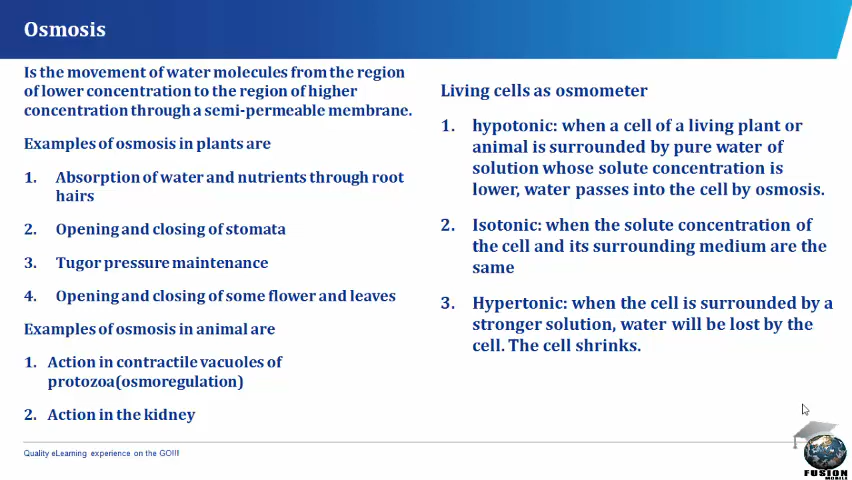 Osmosis
Is the movement of water molecules from the region
of lower concentration to the region of higher
concentration through a semi-permeable membrane.
Examples of osmosis in plants are
1. Absorption of water and nutrients through root
hairs
2. Opening and closing of stomata
3. Tugor pressure maintenance
4. Opening and closing of some flower and leaves
Examples of osmosis in animal are
1. Action in contractile vacuoles of
protozoa(osmoregulation)
2. Action in the kidney
Living cells as osmometer
1. hypotonic: when a cell of a living plant or
animal is surrounded by pure water of
solution whose solute concentration is
lower, water passes into the cell by osmosis.
2. Isotonic: when the solute concentration of
the cell and its surrounding medium are the
same
3. Hypertonic: when the cell is surrounded by a
stronger solution, water will be lost by the
cell. The cell shrinks.
Quality eLearning experience on the GO!!!
FUSION
MOBILE